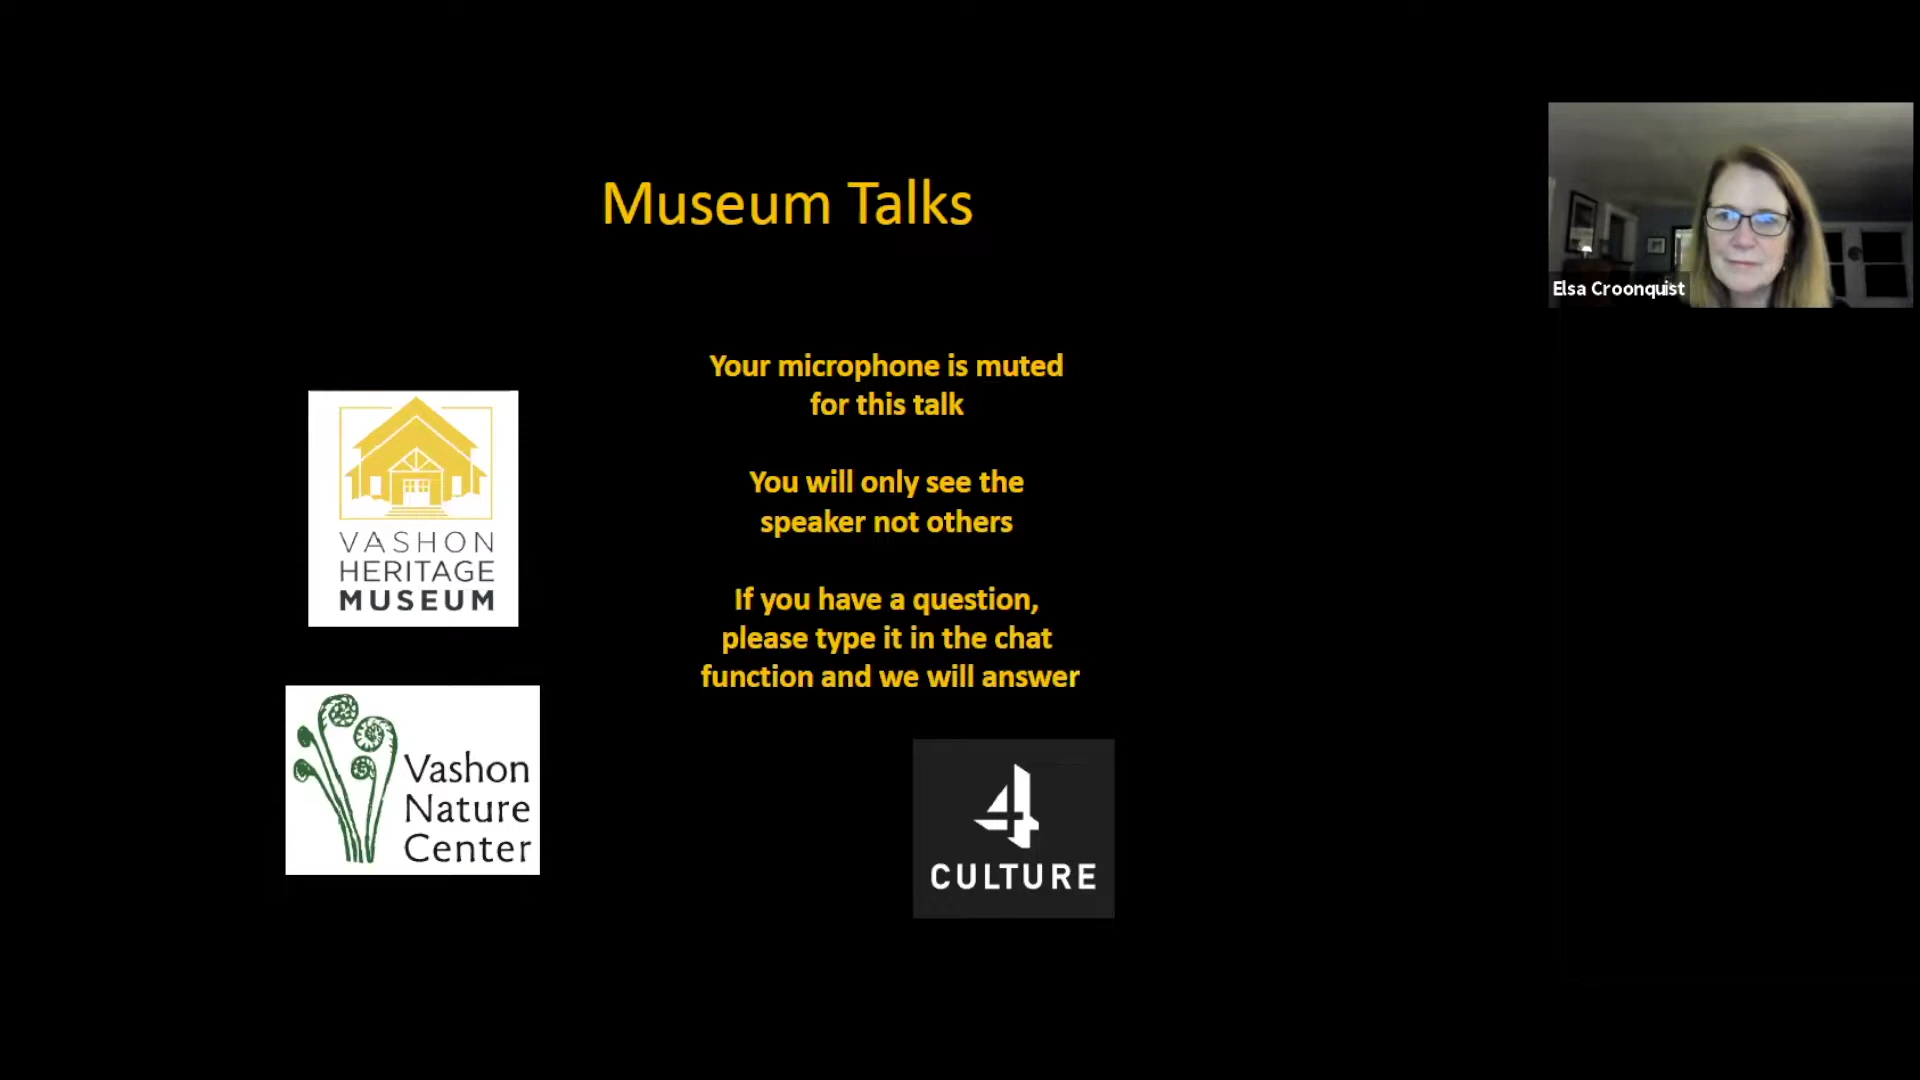 Museum Talks
Elsa Croonquist
Your microphone is muted
for this talk
You will only see the
speaker not others
If you have a question,
please type it in the chat
function and we will answer
VASHON
HERITAGE
MUSEUM
Vashon
Nature
Center
4
CULTURE